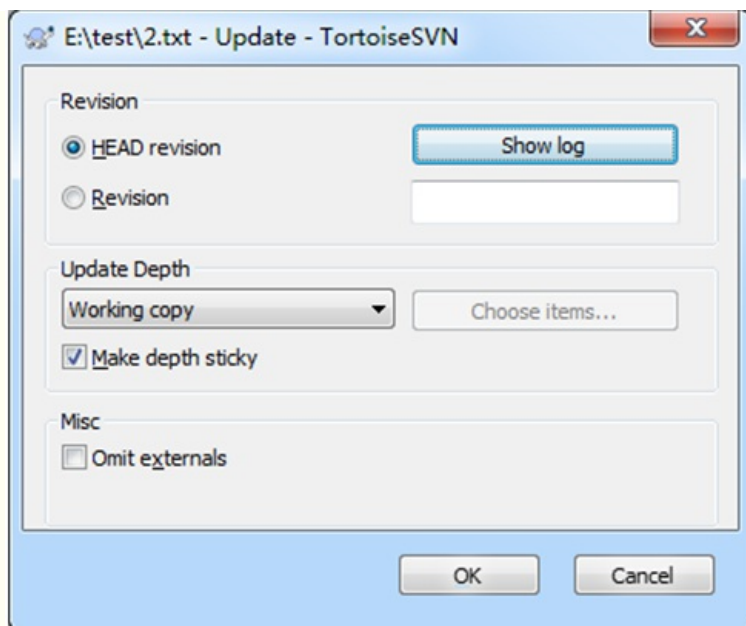 E:\test\2.txt - Update - TortoiseSVN
Revision
HEAD revision
Show log
Revision
Update Depth
Working copy
Choose items...
Make depth sticky
Misc
Omit externals
OK
Cancel